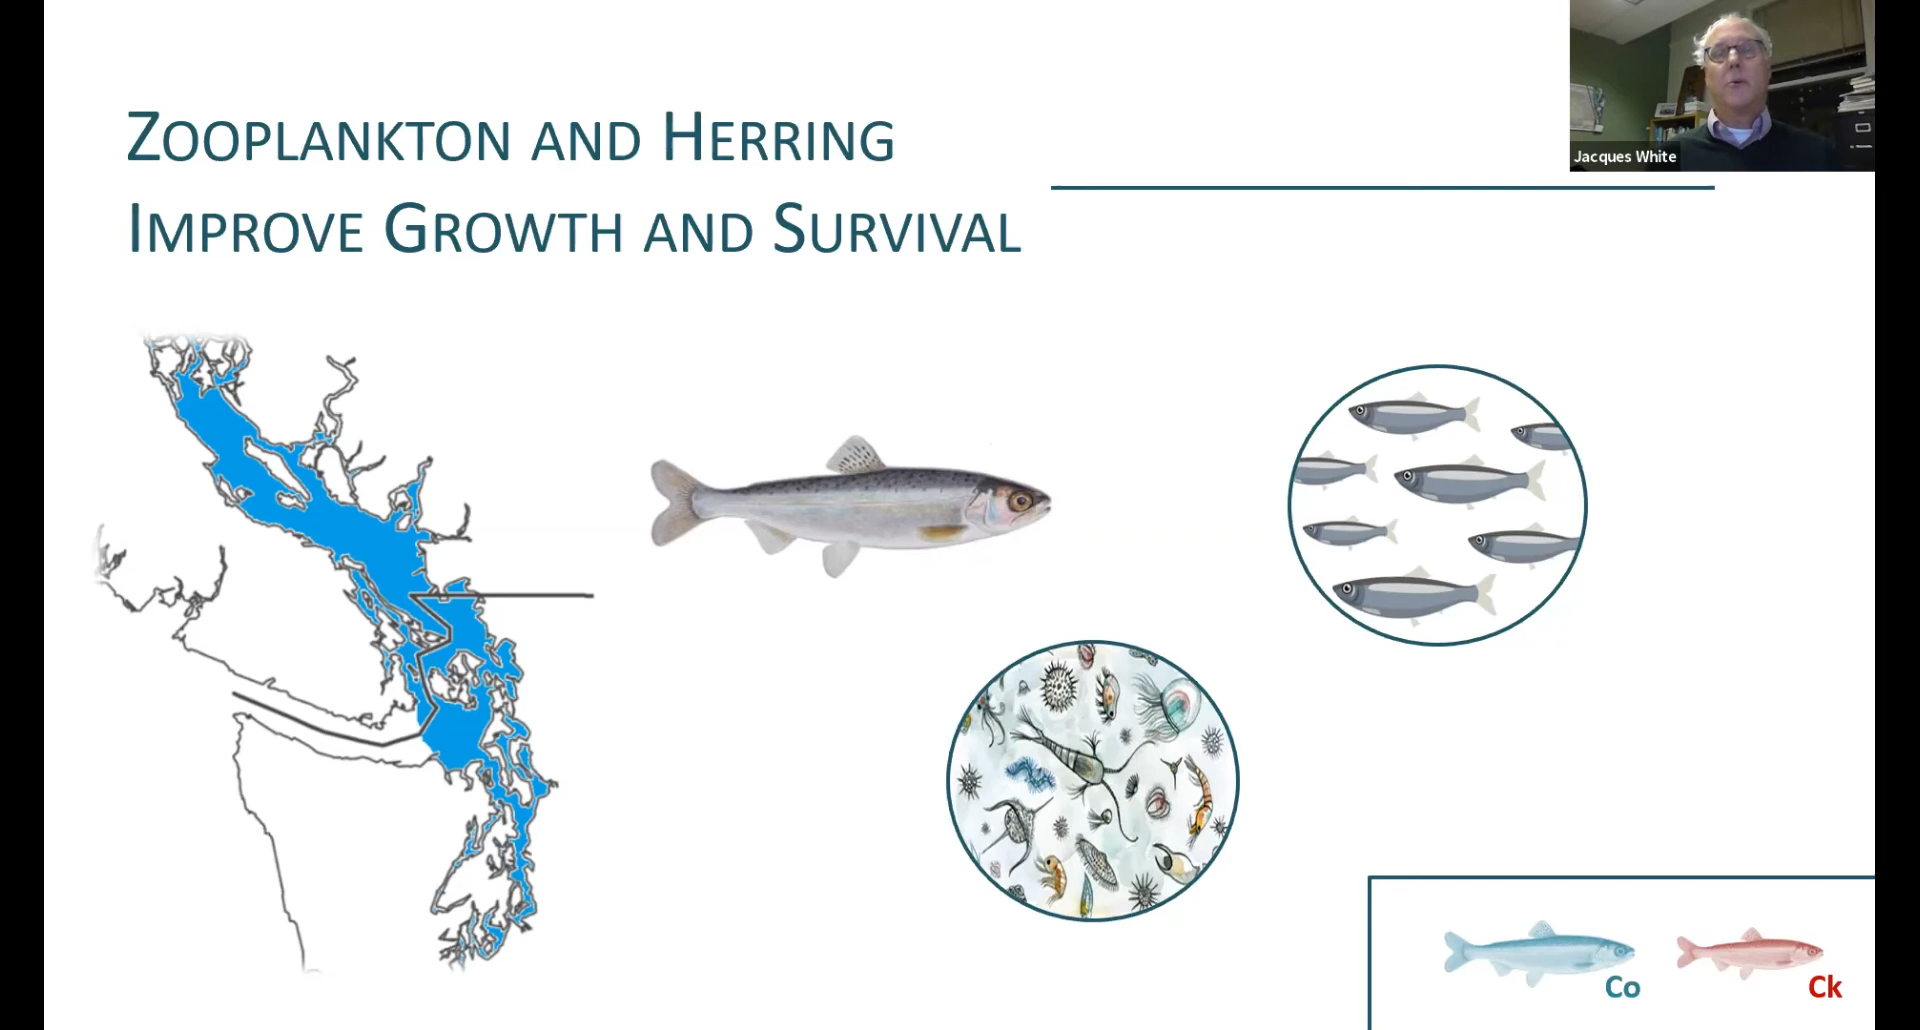 Zooplankton and Herring
Improve Growth and Survival
Jacques White
Co
Ck